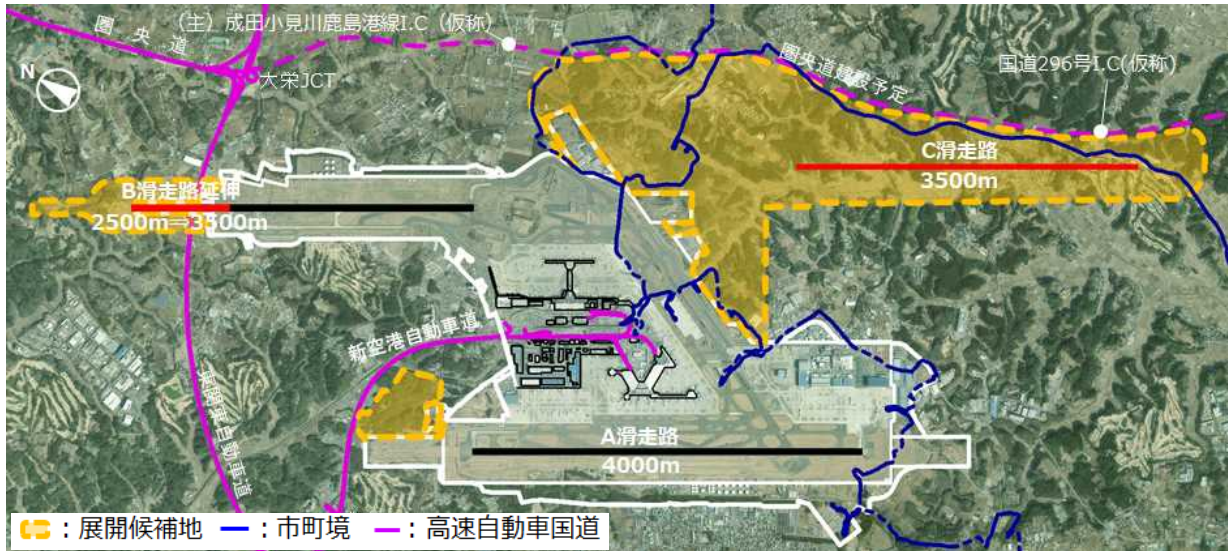 圏央道
(主)成田小見川鹿島港線I.C(仮称)
N
大栄JCT
圏央道建設予定
国道296号I.C(仮称)
C滑走路
3500m
B滑走路延伸
2500m⇒3500m
新空港自動車道
東関東自動車道
A滑走路
4000m
:展開候補地 :市町境 :高速自動車国道